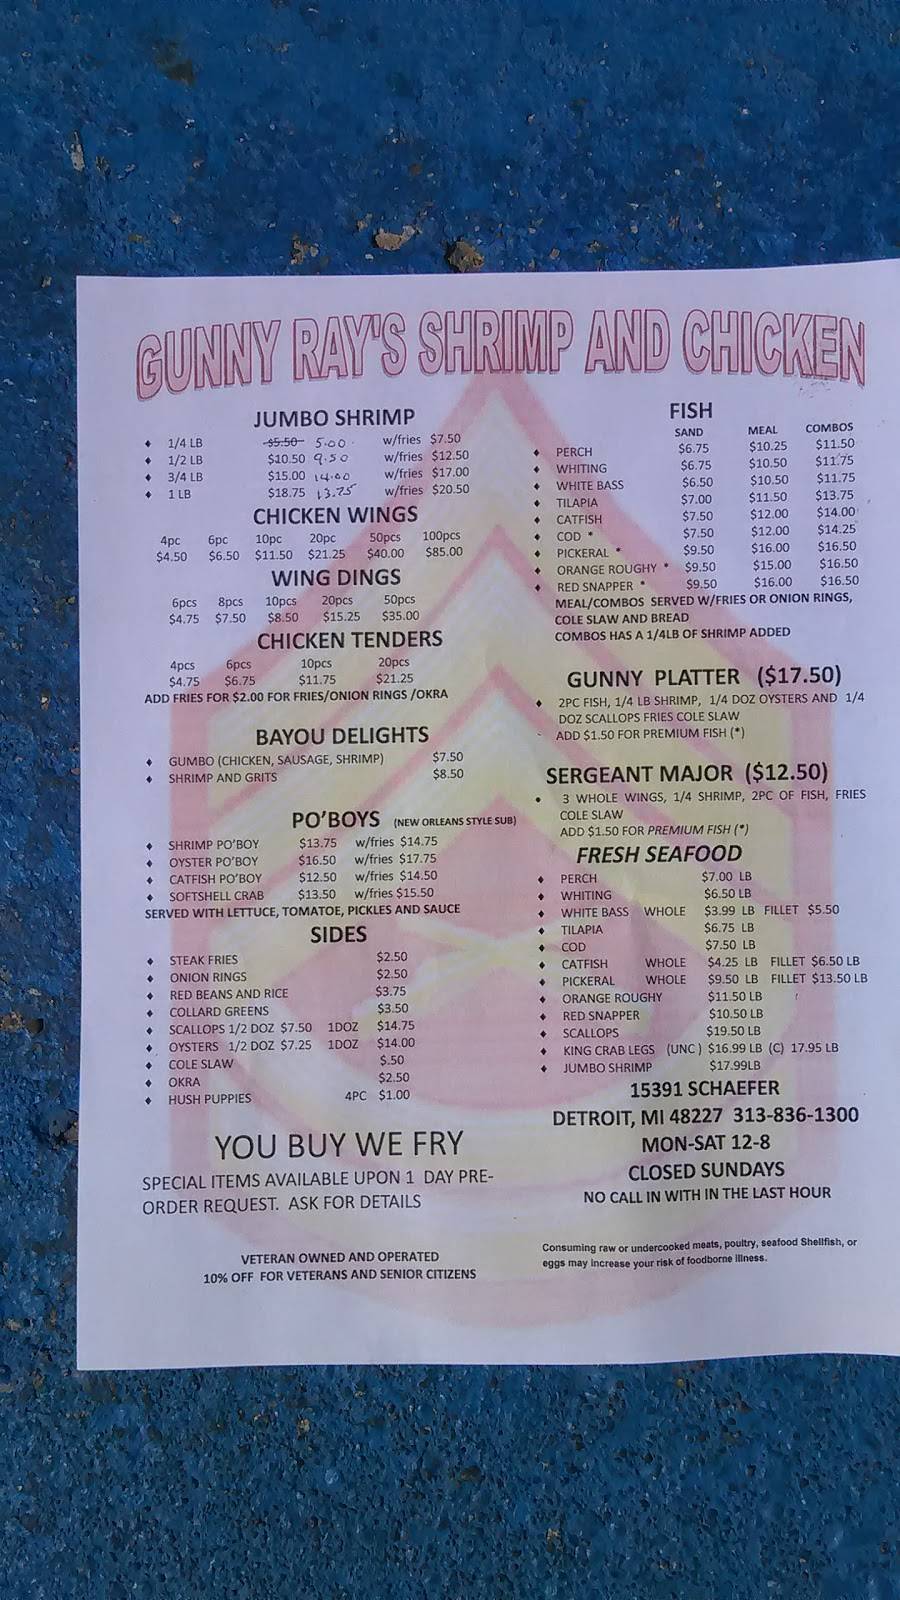 GUNNY RAY'S SHRIMP AND CHICKEN
JUMBO SHRIMP
1/4 LB $5.50 5.00 w/fries $7.50
1/2 LB $10.50 9.50 w/fries $12.50
3/4 LB $15.00 14.00 w/fries $17.00
1 LB $18.75 13.75 w/fries $20.50
CHICKEN WINGS
4pc 6pc 10pc 20pc 50pcs 100pcs
$4.50 $6.50 $11.50 $21.25 $40.00 $85.00
WING DINGS
6pcs 8pcs 10pcs 20pcs 50pcs
$4.75 $7.50 $8.50 $15.25 $35.00
CHICKEN TENDERS
4pcs 6pcs 10pcs 20pcs
$4.75 $6.75 $11.75 $21.25
ADD FRIES FOR $2.00 FOR FRIES/ONION RINGS /OKRA
BAYOU DELIGHTS
GUMBO (CHICKEN, SAUSAGE, SHRIMP) $7.50
SHRIMP AND GRITS $8.50
PO'BOYS (NEW ORLEANS STYLE SUB)
SHRIMP PO'BOY $13.75 w/fries $14.75
OYSTER PO'BOY $16.50 w/fries $17.75
CATFISH PO'BOY $12.50 w/fries $14.50
SOFTSHELL CRAB $13.50 w/fries $15.50
SERVED WITH LETTUCE, TOMATOE, PICKLES AND SAUCE
SIDES
STEAK FRIES $2.50
ONION RINGS $2.50
RED BEANS AND RICE $3.75
COLLARD GREENS $3.50
SCALLOPS 1/2 DOZ $7.50 1DOZ $14.75
OYSTERS 1/2 DOZ $7.25 1DOZ $14.00
COLE SLAW $.50
OKRA $2.50
HUSH PUPPIES 4PC $1.00
YOU BUY WE FRY
SPECIAL ITEMS AVAILABLE UPON 1 DAY PRE-
ORDER REQUEST. ASK FOR DETAILS
VETERAN OWNED AND OPERATED
10% OFF FOR VETERANS AND SENIOR CITIZENS
FISH
SAND MEAL COMBOS
PERCH $6.75 $10.25 $11.50
WHITING $6.75 $10.50 $11.75
WHITE BASS $6.50 $10.50 $11.75
TILAPIA $7.00 $11.50 $13.75
CATFISH $7.50 $12.00 $14.00
COD * $7.50 $12.00 $14.25
PICKERAL * $9.50 $16.00 $16.50
ORANGE ROUGHY * $9.50 $15.00 $16.50
RED SNAPPER * $9.50 $16.00 $16.50
MEAL/COMBOS SERVED W/FRIES OR ONION RINGS,
COLE SLAW AND BREAD
COMBOS HAS A 1/4LB OF SHRIMP ADDED
GUNNY PLATTER ($17.50)
2PC FISH, 1/4 LB SHRIMP, 1/4 DOZ OYSTERS AND 1/4
DOZ SCALLOPS FRIES COLE SLAW
ADD $1.50 FOR PREMIUM FISH (*)
SERGEANT MAJOR ($12.50)
3 WHOLE WINGS, 1/4 SHRIMP, 2PC OF FISH, FRIES
COLE SLAW
ADD $1.50 FOR PREMIUM FISH (*)
FRESH SEAFOOD
PERCH $7.00 LB
WHITING $6.50 LB
WHITE BASS WHOLE $3.99 LB FILLET $5.50
TILAPIA $6.75 LB
COD $7.50 LB
CATFISH WHOLE $4.25 LB FILLET $6.50 LB
PICKERAL WHOLE $9.50 LB FILLET $13.50 LB
ORANGE ROUGHY $11.50 LB
RED SNAPPER $10.50 LB
SCALLOPS $19.50 LB
KING CRAB LEGS (UNC ) $16.99 LB (C) 17.95 LB
JUMBO SHRIMP $17.99LB
15391 SCHAEFER
DETROIT, MI 48227 313-836-1300
MON-SAT 12-8
CLOSED SUNDAYS
NO CALL IN WITH IN THE LAST HOUR
Consuming raw or undercooked meats, poultry, seafood Shellfish, or
eggs may increase your risk of foodborne illness.